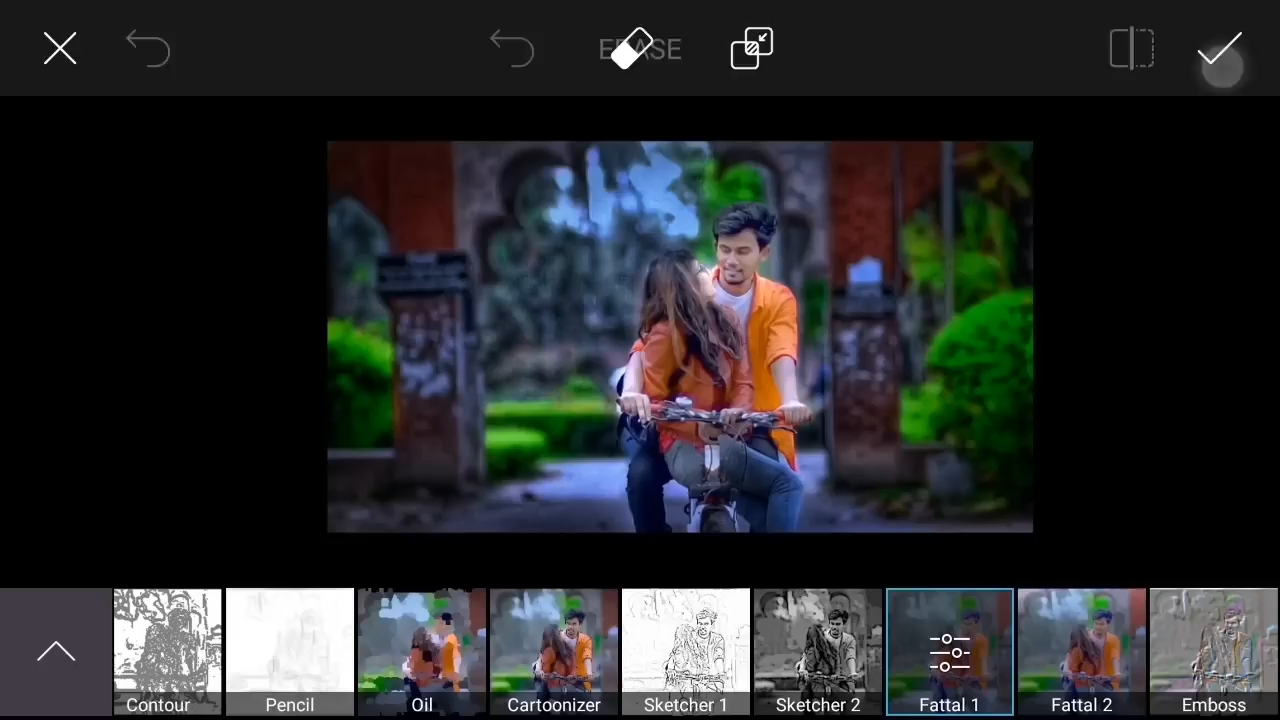 ERASE
Contour
Pencil
Oil
Cartoonizer
Sketcher 1
Sketcher 2
Fattal 1
Fattal 2
Emboss